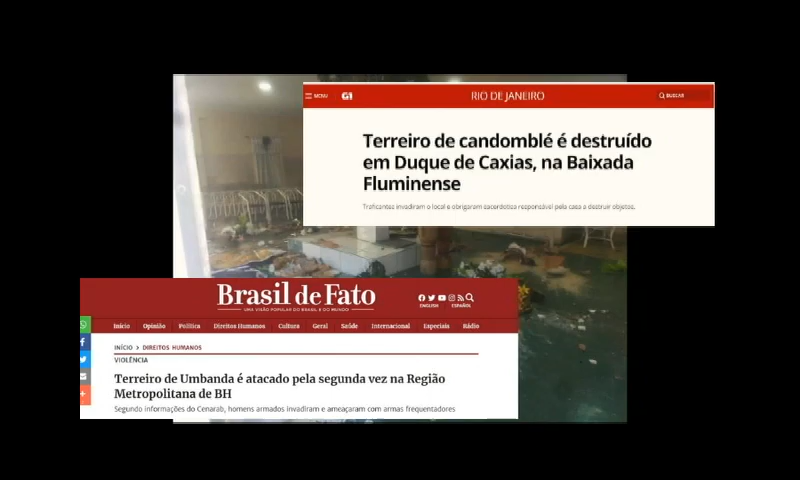 MENU G1 RIO DE JANEIRO BUSCAR
Terreiro de candomblé é destruído
em Duque de Caxias, na Baixada
Fluminense
Traficantes invadiram o local e obrigaram sacerdotisa responsável pela casa a destruir objetos.
Brasil de Fato
UMA VISÃO POPULAR DO BRASIL E DO MUNDO
ENGLISH ESPAÑOL
Início Opinião Política Direitos Humanos Cultura Geral Saúde Internacional Especiais Rádio
INÍCIO > DIREITOS HUMANOS
VIOLÊNCIA
Terreiro de Umbanda é atacado pela segunda vez na Região
Metropolitana de BH
Segundo informações do Cenarab, homens armados invadiram e ameaçaram com armas frequentadores